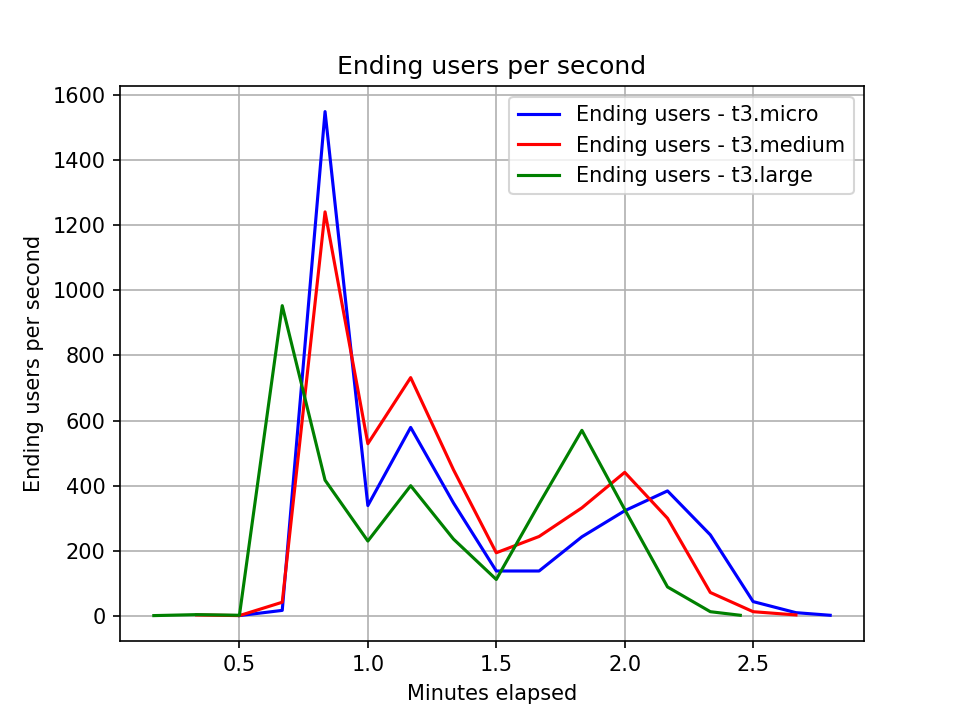 Ending users per second
Ending users per second
1600
1400
1200
1000
800
600
400
200
0
Ending users - t3.micro
Ending users - t3.medium
Ending users - t3.large
0.5 1.0 1.5 2.0 2.5
Minutes elapsed